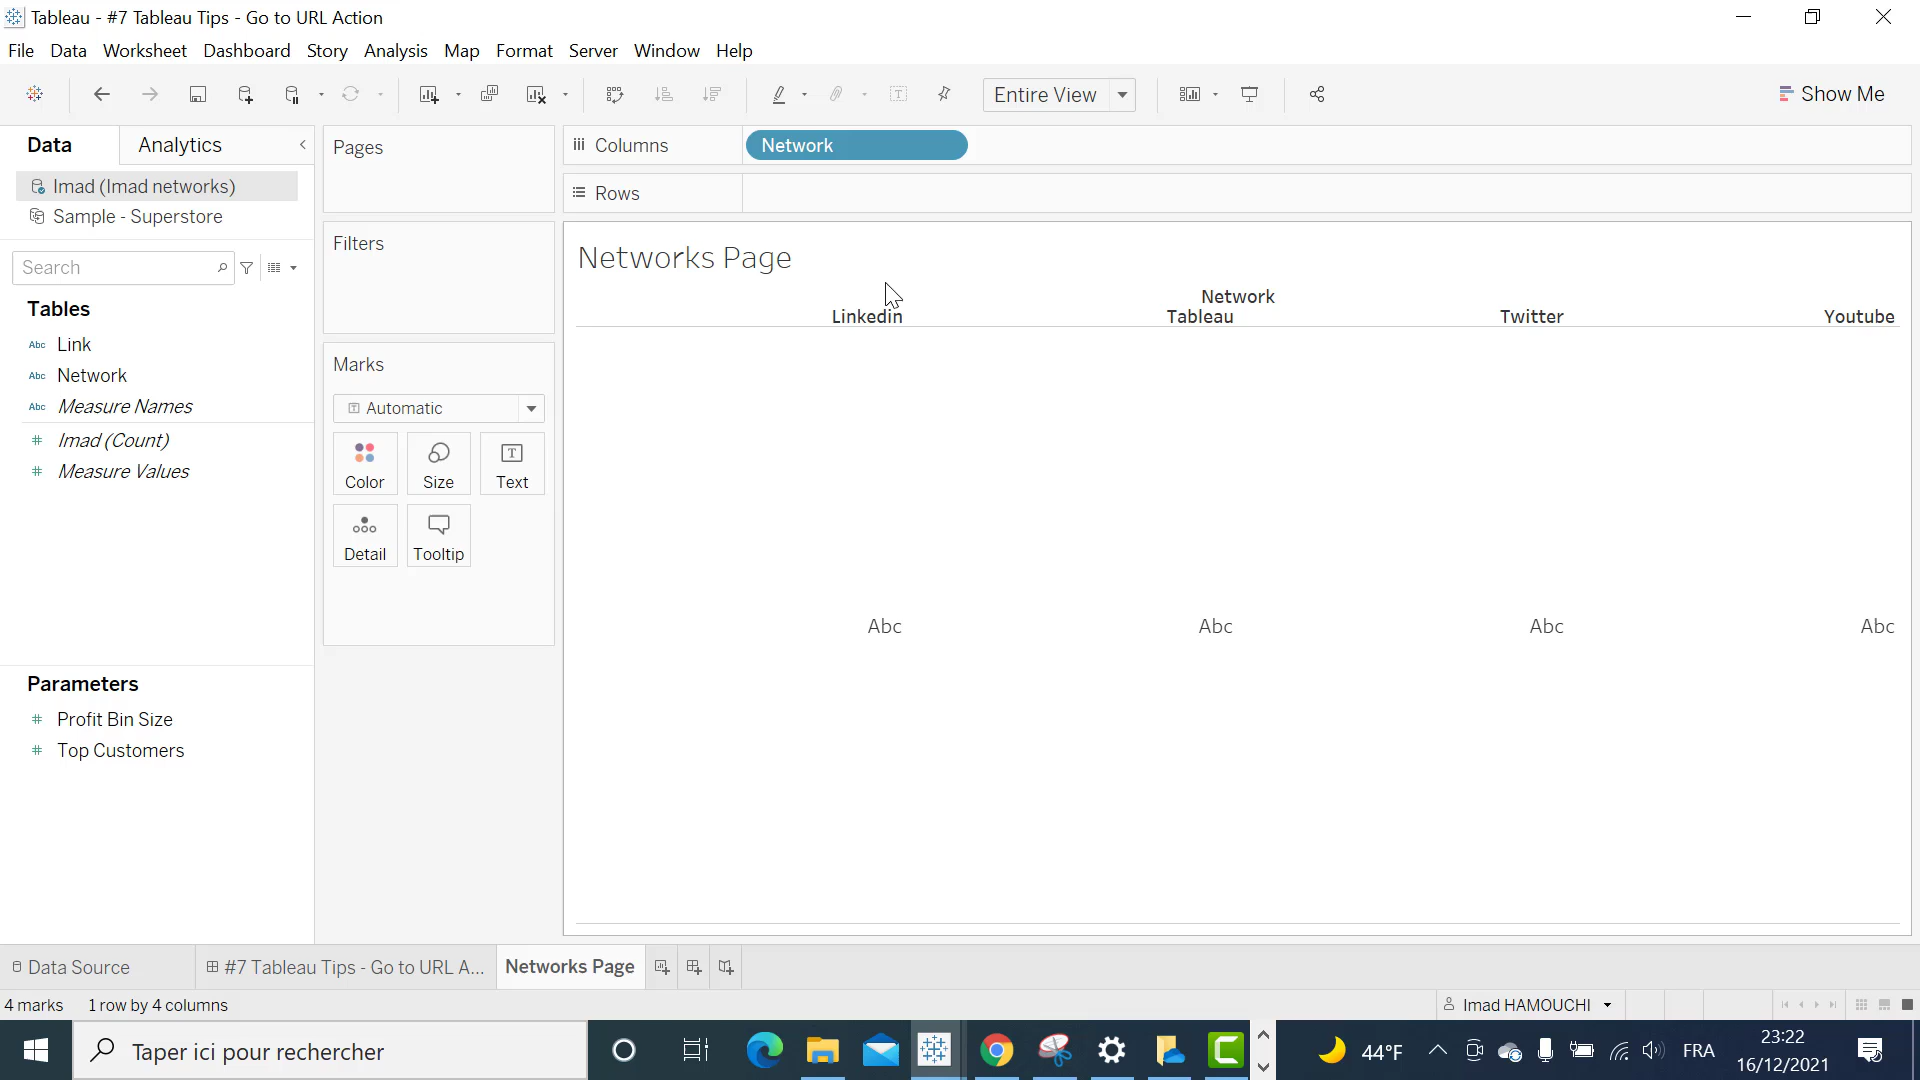 Tableau - #7 Tableau Tips - Go to URL Action
File Data Worksheet Dashboard Story Analysis Map Format Server Window Help
Entire View
Show Me
Data Analytics
Imad (Imad networks)
Sample - Superstore
Search
Tables
Abc Link
Abc Network
Abc Measure Names
# Imad (Count)
# Measure Values
Parameters
# Profit Bin Size
# Top Customers
Pages
Filters
Marks
T Automatic
Color Size T Text
Detail Tooltip
Columns Network
Rows
Networks Page
Network
Linkedin Tableau Twitter Youtube
Abc Abc Abc Abc
Data Source #7 Tableau Tips - Go to URL A... Networks Page
4 marks 1 row by 4 columns Imad HAMOUCHI
Taper ici pour rechercher
44°F FRA
23:22
16/12/2021